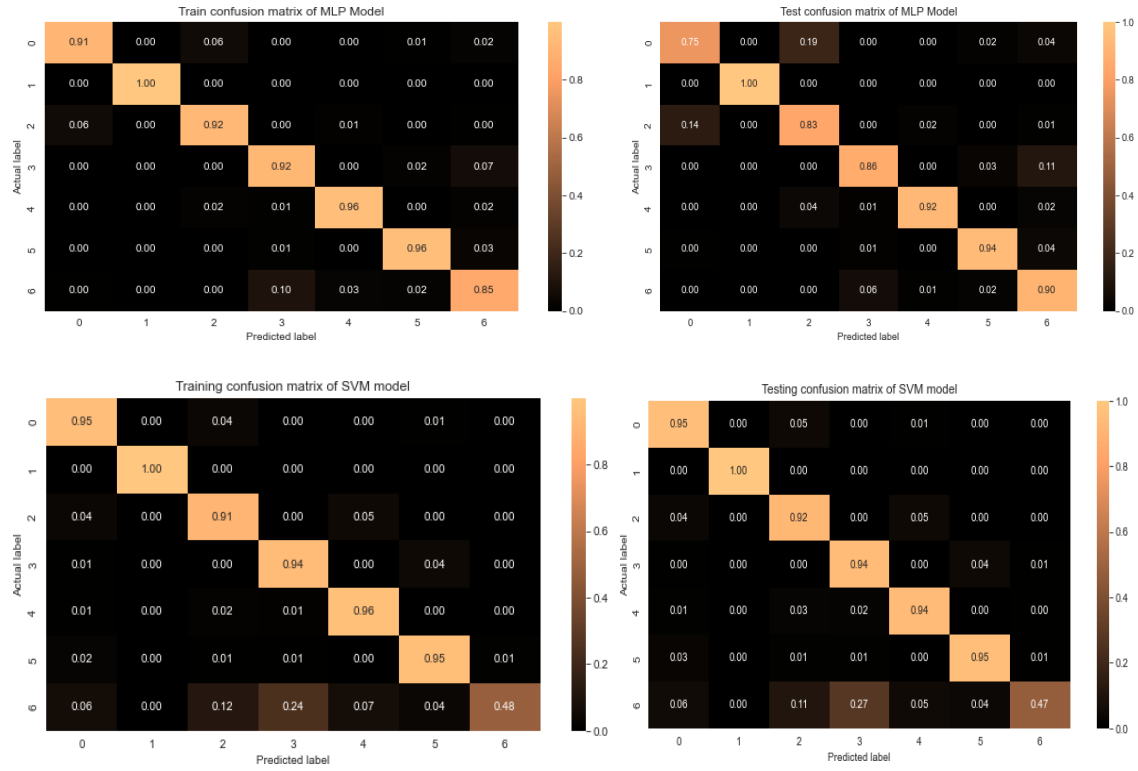 Train confusion matrix of MLP Model
Actual label
0 0.91 0.00 0.06 0.00 0.00 0.01 0.02
1 0.00 1.00 0.00 0.00 0.00 0.00 0.00
2 0.06 0.00 0.92 0.00 0.01 0.00 0.00
3 0.00 0.00 0.00 0.92 0.00 0.02 0.07
4 0.00 0.00 0.02 0.01 0.96 0.00 0.02
5 0.00 0.00 0.00 0.01 0.00 0.96 0.03
6 0.00 0.00 0.00 0.10 0.03 0.02 0.85
0 1 2 3 4 5 6
Predicted label
0.8
0.6
0.4
0.2
0.0
Test confusion matrix of MLP Model
Actual label
0 0.75 0.00 0.19 0.00 0.00 0.02 0.04
1 0.00 1.00 0.00 0.00 0.00 0.00 0.00
2 0.14 0.00 0.83 0.00 0.02 0.00 0.01
3 0.00 0.00 0.00 0.86 0.00 0.03 0.11
4 0.00 0.00 0.04 0.01 0.92 0.00 0.02
5 0.00 0.00 0.00 0.01 0.00 0.94 0.04
6 0.00 0.00 0.00 0.06 0.01 0.02 0.90
0 1 2 3 4 5 6
Predicted label
1.0
0.8
0.6
0.4
0.2
0.0
Training confusion matrix of SVM model
Actual label
0 0.95 0.00 0.04 0.00 0.00 0.01 0.00
1 0.00 1.00 0.00 0.00 0.00 0.00 0.00
2 0.04 0.00 0.91 0.00 0.05 0.00 0.00
3 0.01 0.00 0.00 0.94 0.00 0.04 0.00
4 0.01 0.00 0.02 0.01 0.96 0.00 0.00
5 0.02 0.00 0.01 0.01 0.00 0.95 0.01
6 0.06 0.00 0.12 0.24 0.07 0.04 0.48
0 1 2 3 4 5 6
Predicted label
0.8
0.6
0.4
0.2
0.0
Testing confusion matrix of SVM model
Actual label
0 0.95 0.00 0.05 0.00 0.01 0.00 0.00
1 0.00 1.00 0.00 0.00 0.00 0.00 0.00
2 0.04 0.00 0.92 0.00 0.05 0.00 0.00
3 0.00 0.00 0.00 0.94 0.00 0.04 0.01
4 0.01 0.00 0.03 0.02 0.94 0.00 0.00
5 0.03 0.00 0.01 0.01 0.00 0.95 0.01
6 0.06 0.00 0.11 0.27 0.05 0.04 0.47
0 1 2 3 4 5 6
Predicted label
1.0
0.8
0.6
0.4
0.2
0.0